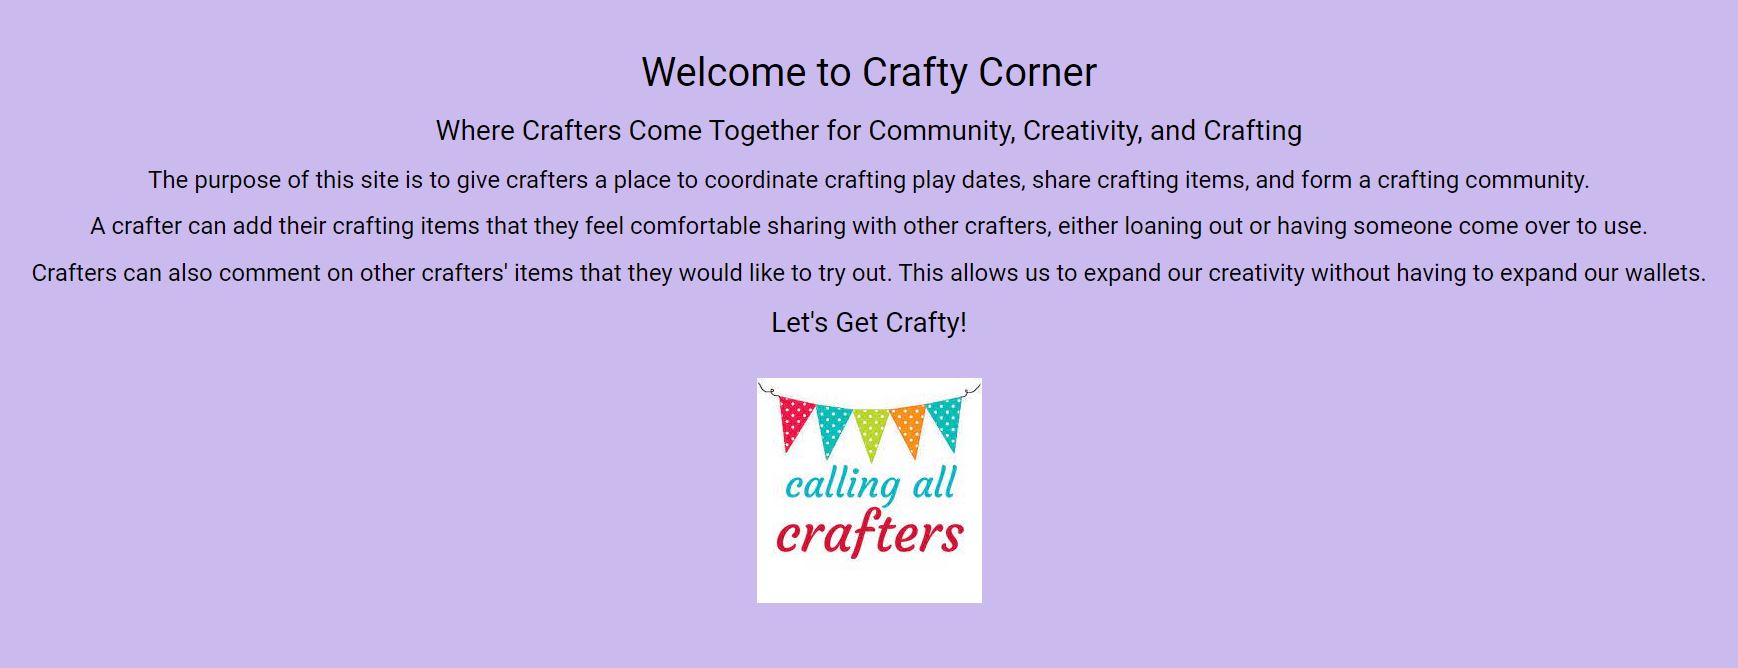 Welcome to Crafty Corner
Where Crafters Come Together for Community, Creativity, and Crafting
The purpose of this site is to give crafters a place to coordinate crafting play dates, share crafting items, and form a crafting community.
A crafter can add their crafting items that they feel comfortable sharing with other crafters, either loaning out or having someone come over to use.
Crafters can also comment on other crafters' items that they would like to try out. This allows us to expand our creativity without having to expand our wallets.
Let's Get Crafty!
calling all
crafters